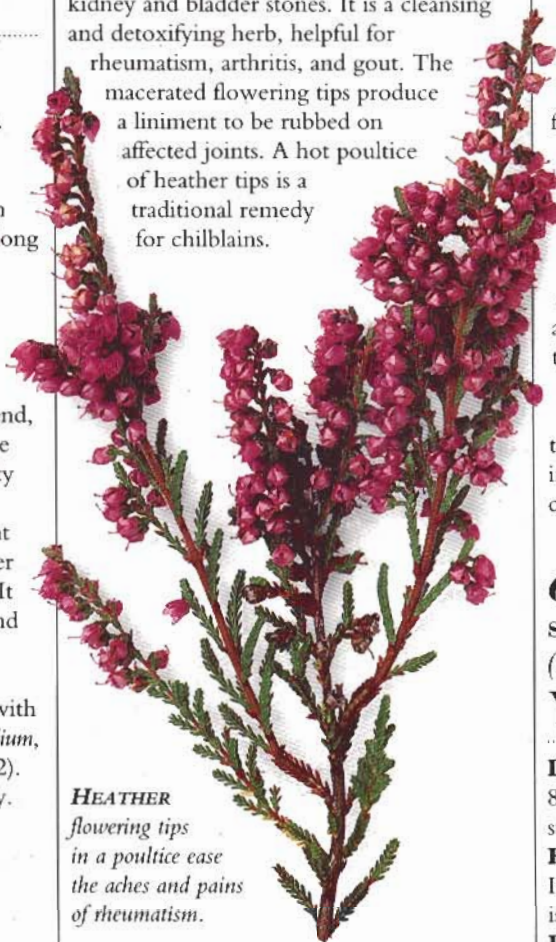 kidney and bladder stones. It is a cleansing
and detoxifying herb, helpful for
rheumatism, arthritis, and gout. The
macerated flowering tips produce
a liniment to be rubbed on
affected joints. A hot poultice
of heather tips is a
traditional remedy
for chilblains.
HEATHER
flowering tips
in a poultice ease
the aches and pains
of rheumatism.